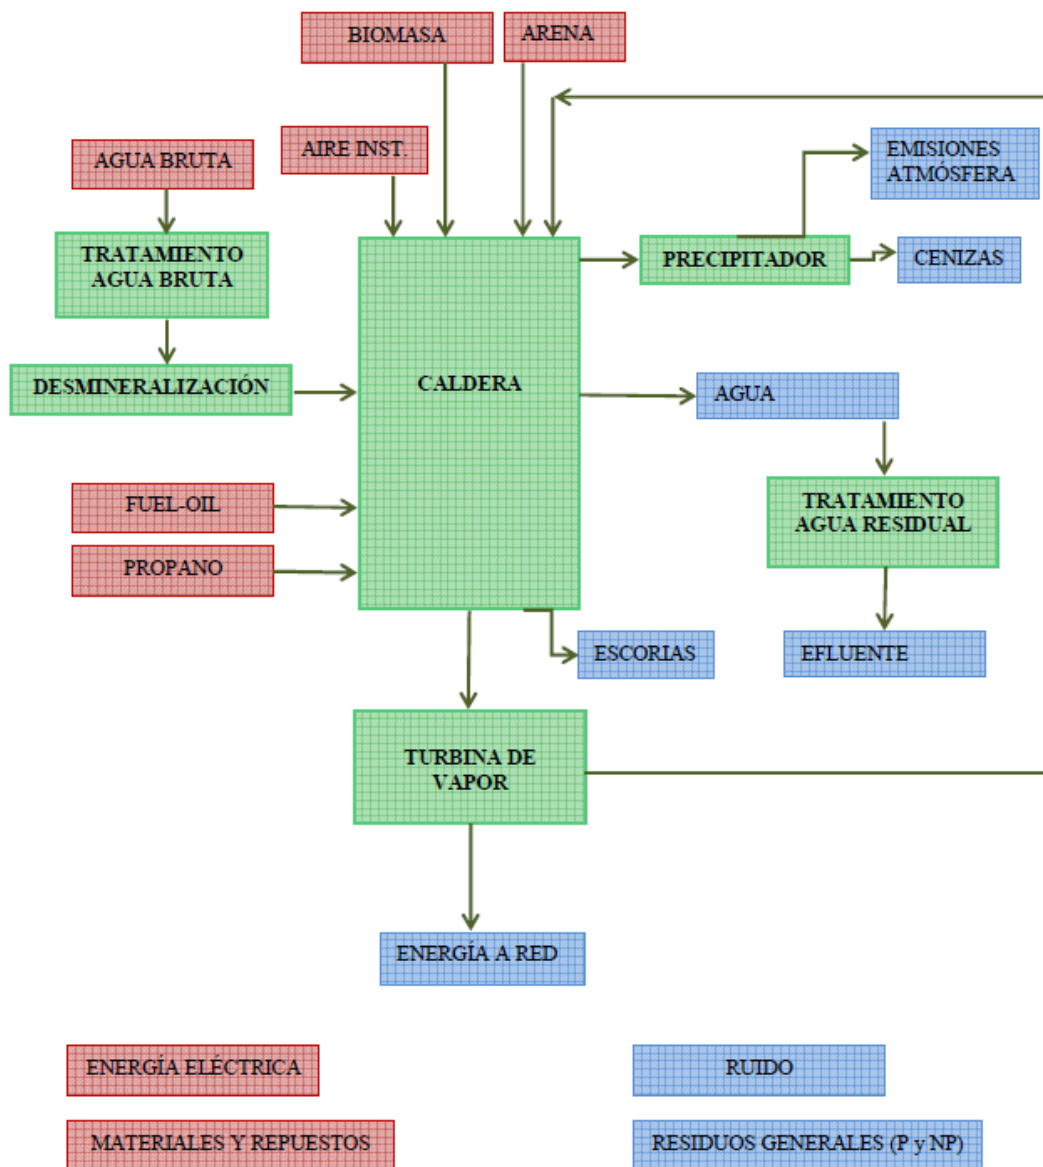 BIOMASA
ARENA
AIRE INST.
AGUA BRUTA
EMISIONES
ATMÓSFERA
TRATAMIENTO
AGUA BRUTA
PRECIPITADOR
CENIZAS
DESMINERALIZACIÓN
CALDERA
AGUA
FUEL-OIL
TRATAMIENTO
AGUA RESIDUAL
PROPANO
ESCORIAS
EFLUENTE
TURBINA DE
VAPOR
ENERGÍA A RED
ENERGÍA ELÉCTRICA
RUIDO
MATERIALES Y REPUESTOS
RESIDUOS GENERALES (P y NP)